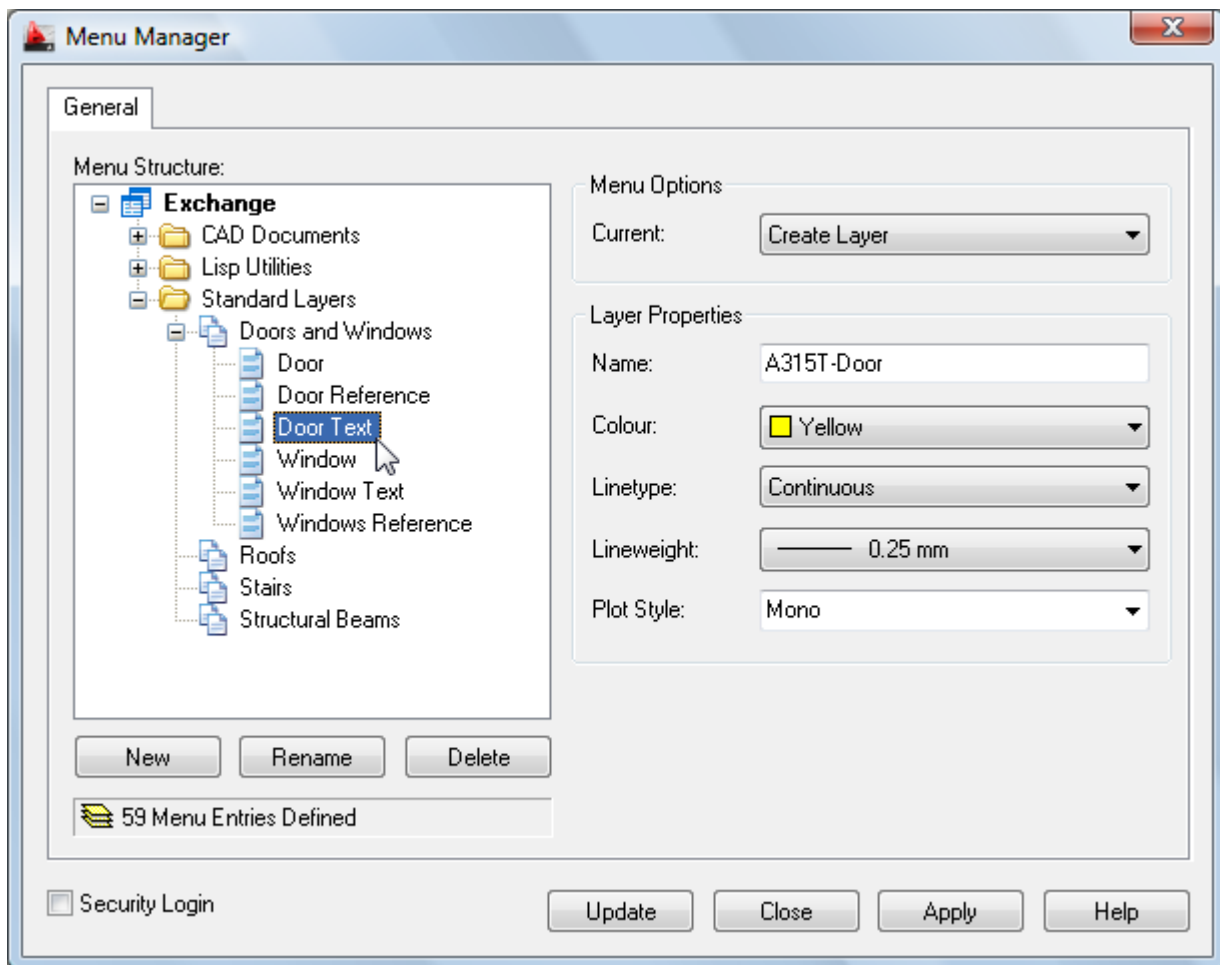 Menu Manager
General
Menu Structure:
Exchange
CAD Documents
Lisp Utilities
Standard Layers
Doors and Windows
Door
Door Reference
Door Text
Window
Window Text
Windows Reference
Roofs
Stairs
Structural Beams
New Rename Delete
59 Menu Entries Defined
Menu Options
Current: Create Layer
Layer Properties
Name: A315T-Door
Colour: Yellow
Linetype: Continuous
Lineweight: 0.25 mm
Plot Style: Mono
Security Login
Update Close Apply Help